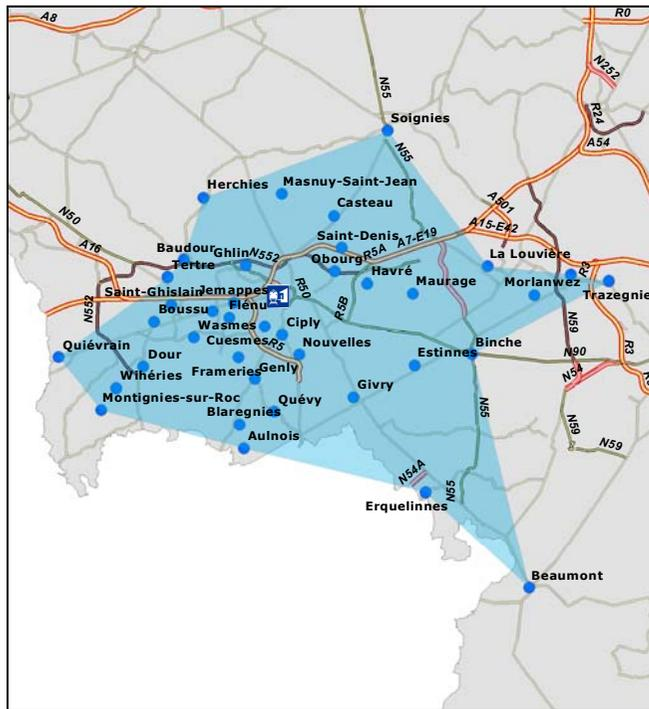 A8
R0
N252
N55
R24
Soignies
A54
N55
Herchies
Masnuy-Saint-Jean
Casteau
A501
N50
Saint-Denis
A15-E42
A7-E19
A16
Baudour
Ghlin
N552
R5A
Tertre
Obourg
La Louvière
R3
Havré
Maurage
Morlanwez
Trazegnie
N552
Saint-Ghislain
Jemappes
R50
R5B
Boussu
Flénu
Wasmes
Ciply
N59
Quiévrain
Cuesmes
R5
Binche
R3
Dour
Nouvelles
N90
Wihéries
Frameries
Genly
Estinnes
N54
Montignies-sur-Roc
Givry
Blaregnies
Quévy
N55
N59
N59
Aulnois
N54A
N55
Erquelinnes
Beaumont